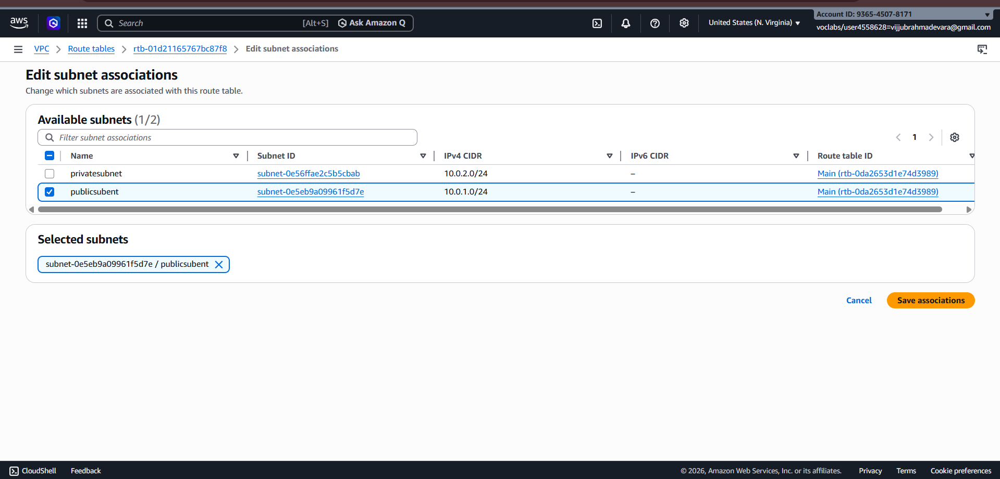 aws
Search [Alt+S] Ask Amazon Q
United States (N. Virginia)
Account ID: 9365-4507-8171
voclabs/user4558628=vijjubrahmadevara@gmail.com
VPC Route tables rtb-01d21165767bc87f8 Edit subnet associations
Edit subnet associations
Change which subnets are associated with this route table.
Available subnets (1/2)
Filter subnet associations
1
Name Subnet ID IPv4 CIDR IPv6 CIDR Route table ID
privatesubnet subnet-0e56ffae2c5b5cbab 10.0.2.0/24 – Main (rtb-0da2653d1e74d3989)
publicsubent subnet-0e5eb9a09961f5d7e 10.0.1.0/24 – Main (rtb-0da2653d1e74d3989)
Selected subnets
subnet-0e5eb9a09961f5d7e / publicsubent
Cancel Save associations
CloudShell Feedback © 2026, Amazon Web Services, Inc. or its affiliates. Privacy Terms Cookie preferences